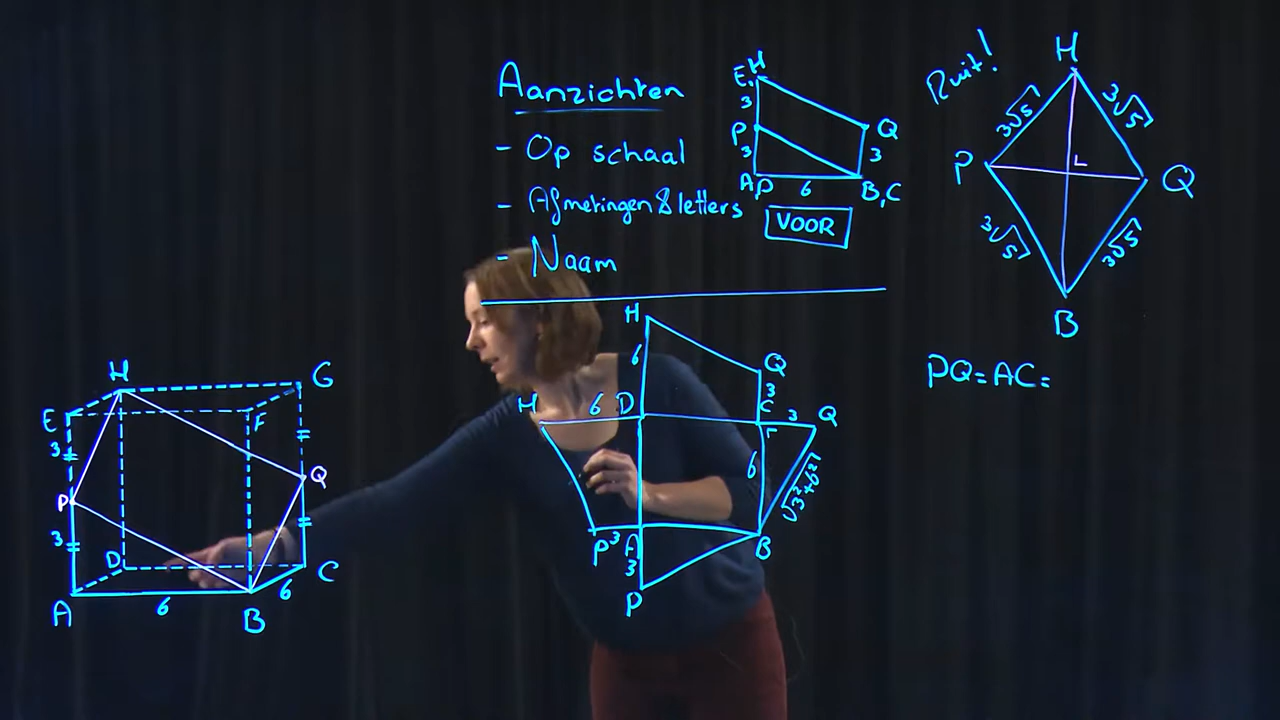 Aanzichten
- Op schaal
- Afmetingen & letters
- Naam
E,H
3
P
3
A,D
6
B,C
Q
3
VOOR
Ruit!
H
3√5
3√5
P
Q
3√5
3√5
B
PQ=AC=
H
6
Q
3
C
H
6
D
3
Q
6
√3²+6²
P
3
A
B
3
P
H
G
E
F
3
P
Q
3
D
C
A
6
B
6